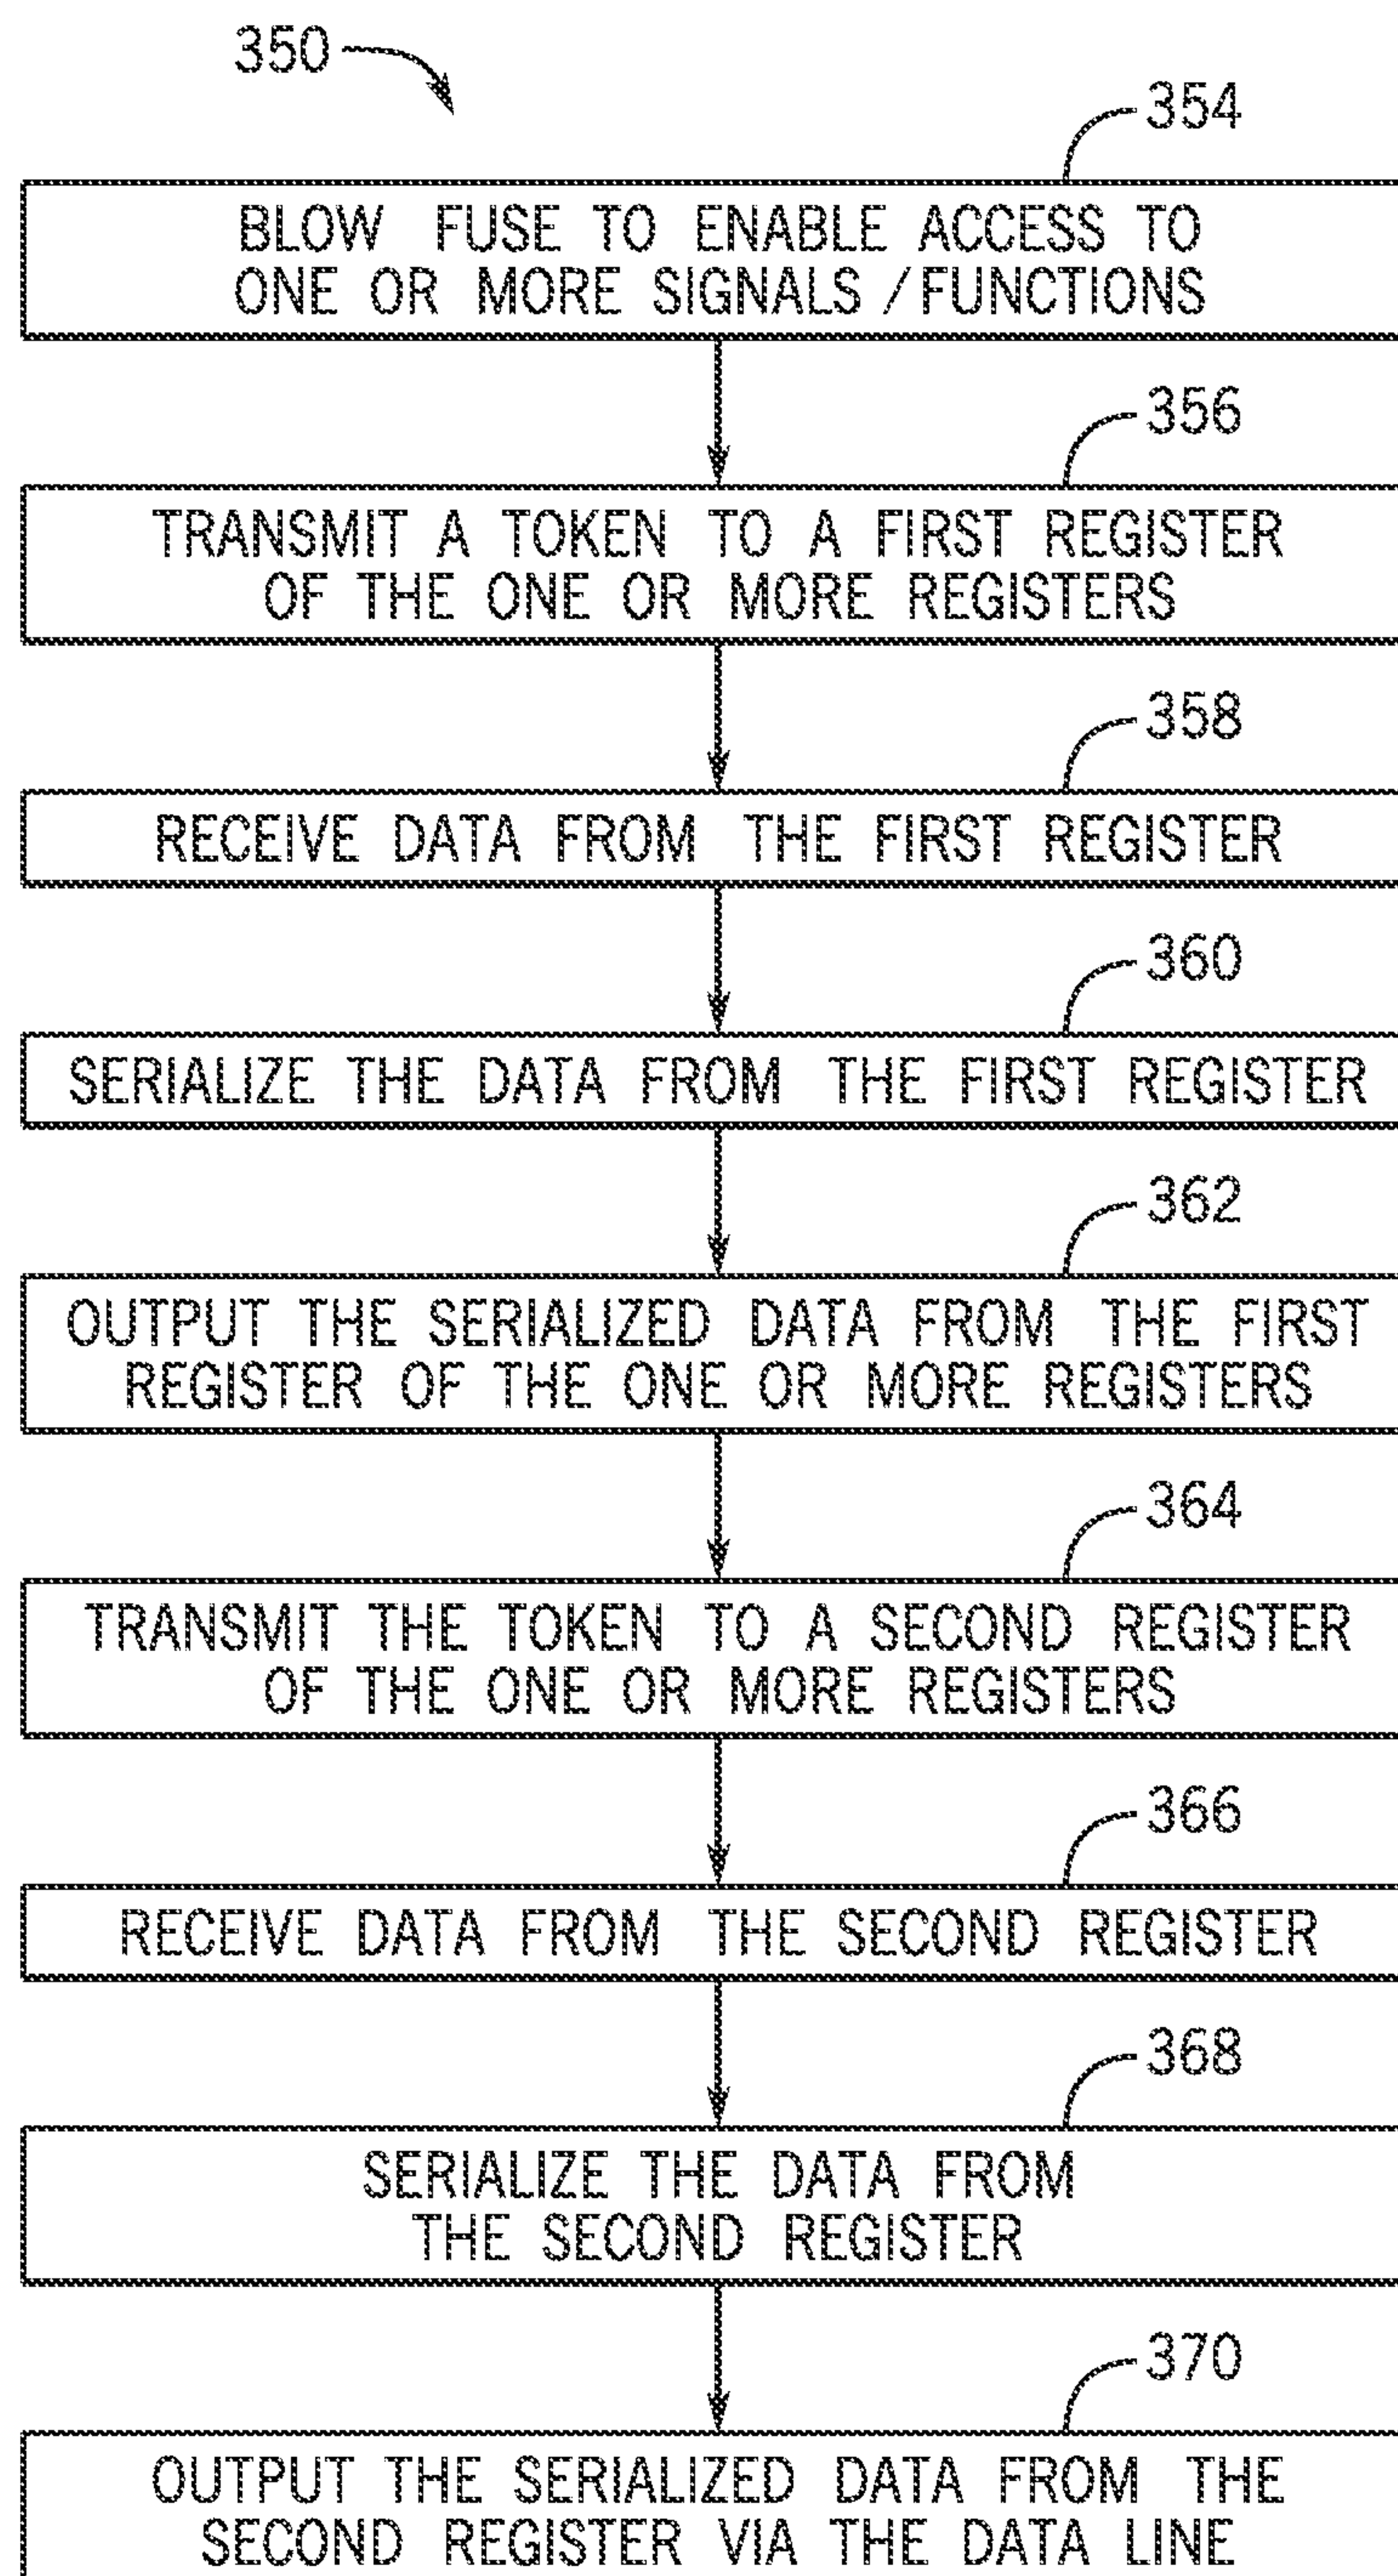 350
354
BLOW FUSE TO ENABLE ACCESS TO
ONE OR MORE SIGNALS / FUNCTIONS
356
TRANSMIT A TOKEN TO A FIRST REGISTER
OF THE ONE OR MORE REGISTERS
358
RECEIVE DATA FROM THE FIRST REGISTER
360
SERIALIZE THE DATA FROM THE FIRST REGISTER
362
OUTPUT THE SERIALIZED DATA FROM THE FIRST
REGISTER OF THE ONE OR MORE REGISTERS
364
TRANSMIT THE TOKEN TO A SECOND REGISTER
OF THE ONE OR MORE REGISTERS
366
RECEIVE DATA FROM THE SECOND REGISTER
368
SERIALIZE THE DATA FROM
THE SECOND REGISTER
370
OUTPUT THE SERIALIZED DATA FROM THE
SECOND REGISTER VIA THE DATA LINE